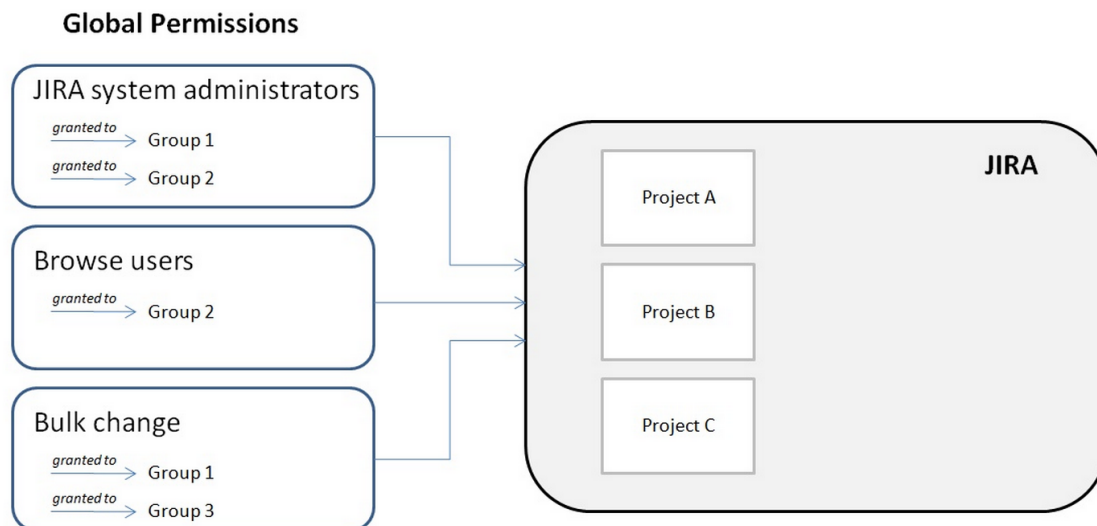 Global Permissions
JIRA system administrators
granted to Group 1
granted to Group 2
Browse users
granted to Group 2
Bulk change
granted to Group 1
granted to Group 3
JIRA
Project A
Project B
Project C